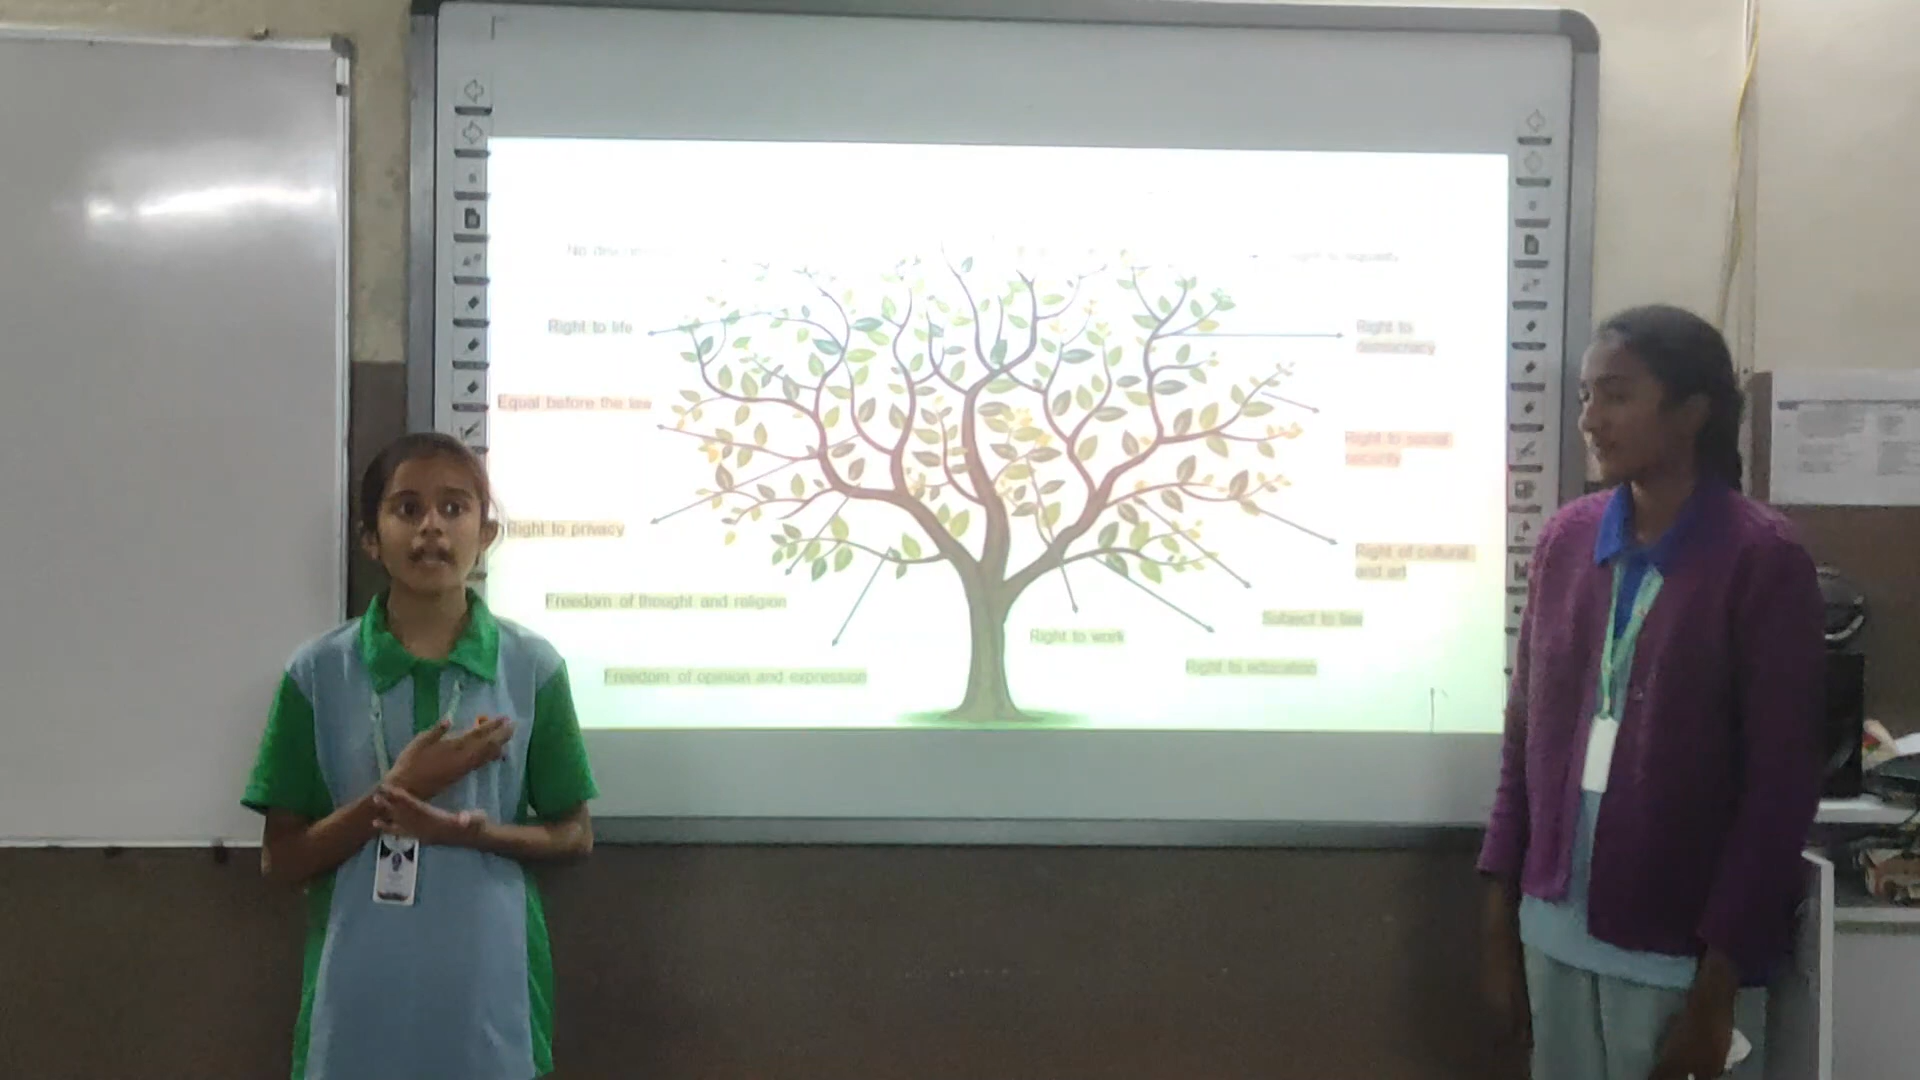 Right to life
Right to
democracy
Equal before the law
Right to social
security
Right to privacy
Right of cultural
and art
Freedom of thought and religion
Subject to law
Right to work
Right to education
Freedom of opinion and expression